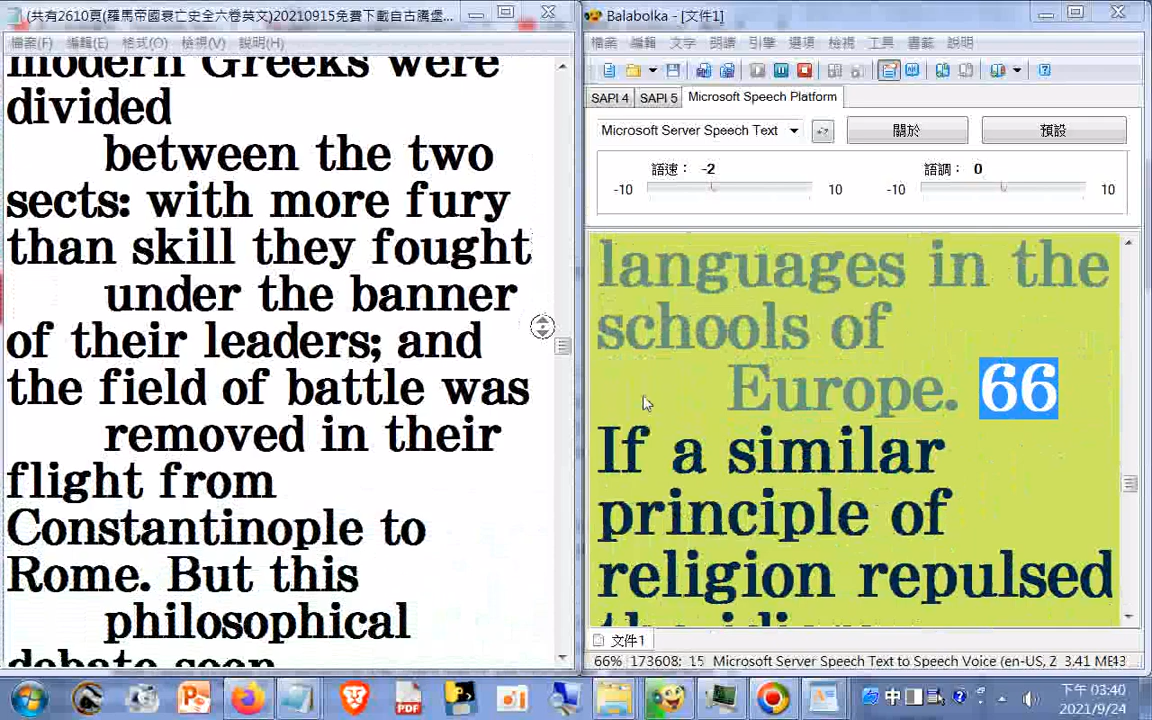 (共有2610頁(羅馬帝國衰亡史全六卷英文)20210915免費下載自古騰堡...
檔案(F) 編輯(E) 格式(O) 檢視(V) 說明(H)
modern Greeks were
divided
between the two
sects: with more fury
than skill they fought
under the banner
of their leaders; and
the field of battle was
removed in their
flight from
Constantinople to
Rome. But this
philosophical
debate soon
Balabolka - [文件1]
檔案 編輯 文字 朗讀 引擎 選項 檢視 工具 書籤 說明
SAPI 4 SAPI 5 Microsoft Speech Platform
Microsoft Server Speech Text 關於 預設
語速: -2 語調: 0
-10 10 -10 10
languages in the
schools of
Europe. 66
If a similar
principle of
religion repulsed
the idiom
文件1
66% 173608: 15 Microsoft Server Speech Text to Speech Voice (en-US, Z 3.41 ME43
中
下午 03:40
2021/9/24